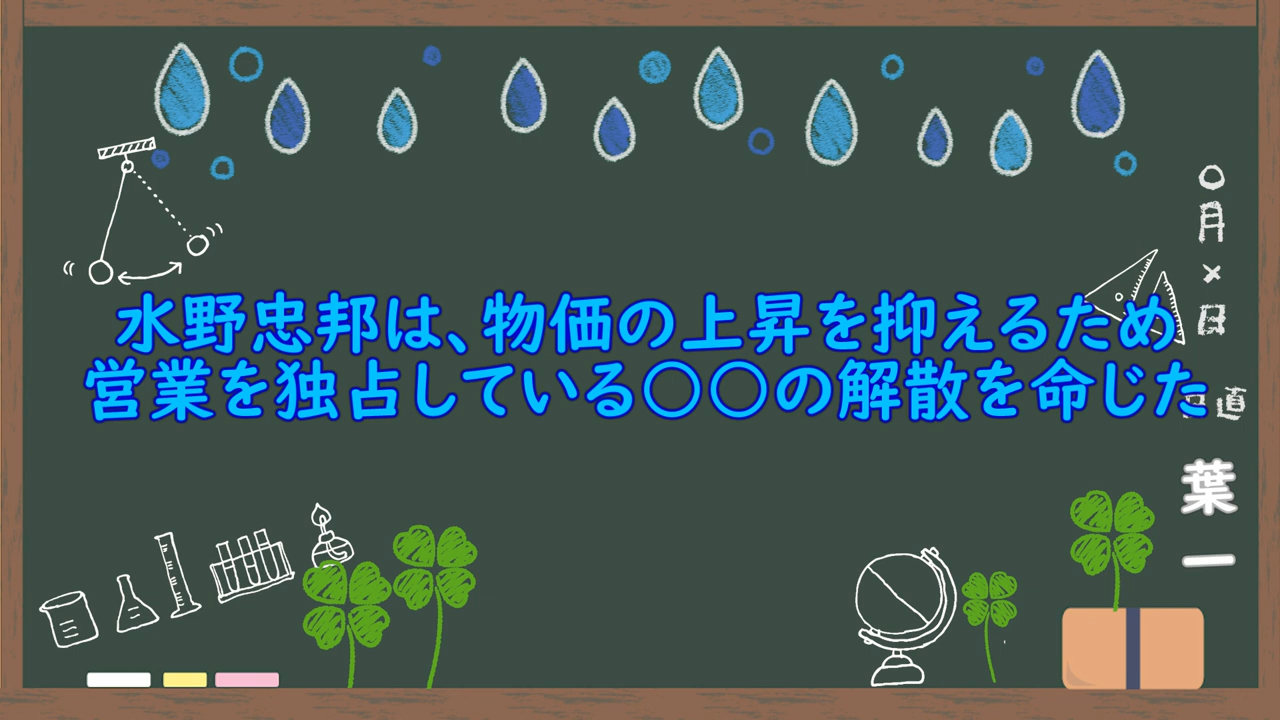 水野忠邦は、物価の上昇を抑えるため
営業を独占している〇〇の解散を命じた
〇月×日
道
葉一